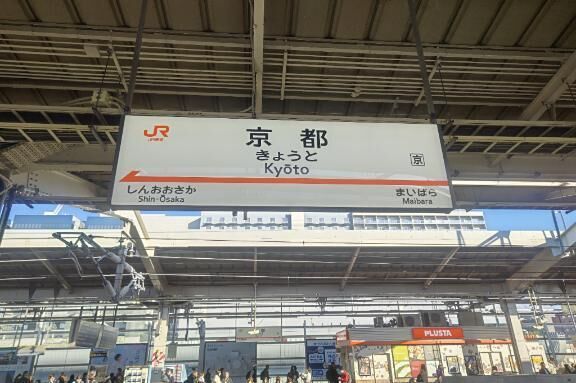 JR
京都
きょうと
Kyōto
京
しんおおさか
Shin-Ōsaka
まいばら
Maibara
PLUSTA